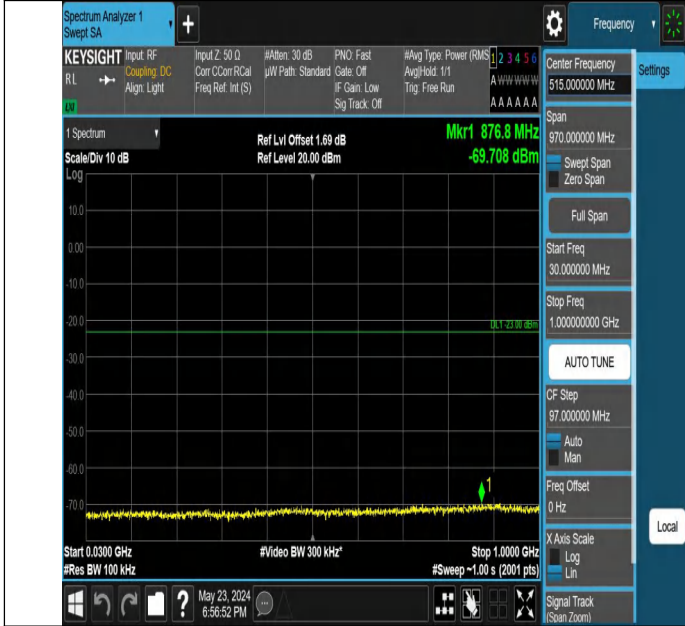 Spectrum Analyzer 1
Swept SA
+
Frequency
KEYSIGHT
RL
Input: RF
Coupling: DC
Align: Light
Input Z: 50 Ω
Corr CCorr RCal
Freq Ref: Int (S)
#Atten: 30 dB
µW Path: Standard
PNO: Fast
Gate: Off
IF Gain: Low
Sig Track: Off
#Avg Type: Power (RMS
Avg|Hold: 1/1
Trig: Free Run
1 2 3 4 5 6
A W W W W W
A A A A A A
1 Spectrum
Scale/Div 10 dB
Log
Ref Lvl Offset 1.69 dB
Ref Level 20.00 dBm
Mkr1 876.8 MHz
-69.708 dBm
10.0
0.00
-10.0
-20.0
DL1 -23.00 dBm
-30.0
-40.0
-50.0
-60.0
1
-70.0
Start 0.0300 GHz
#Res BW 100 kHz
#Video BW 300 kHz*
Stop 1.0000 GHz
#Sweep ~1.00 s (2001 pts)
?
May 23, 2024
6:56:52 PM
Center Frequency
515.000000 MHz
Span
970.000000 MHz
Swept Span
Zero Span
Full Span
Start Freq
30.000000 MHz
Stop Freq
1.000000000 GHz
AUTO TUNE
CF Step
97.000000 MHz
Auto
Man
Freq Offset
0 Hz
X Axis Scale
Log
Lin
Signal Track
(Span Zoom)
Settings
Local